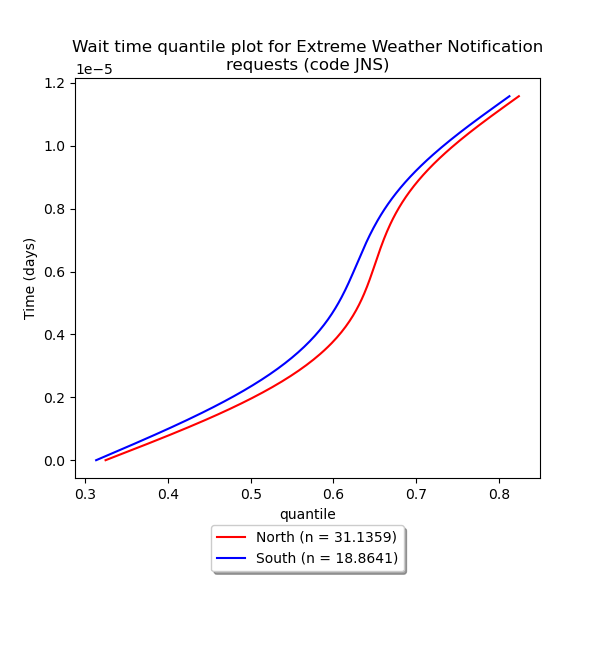 Wait time quantile plot for Extreme Weather Notification
requests (code JNS)
1e−5
1.2
1.0
0.8
0.6
0.4
0.2
0.0
Time (days)
0.3 0.4 0.5 0.6 0.7 0.8
quantile
North (n = 31.1359)
South (n = 18.8641)